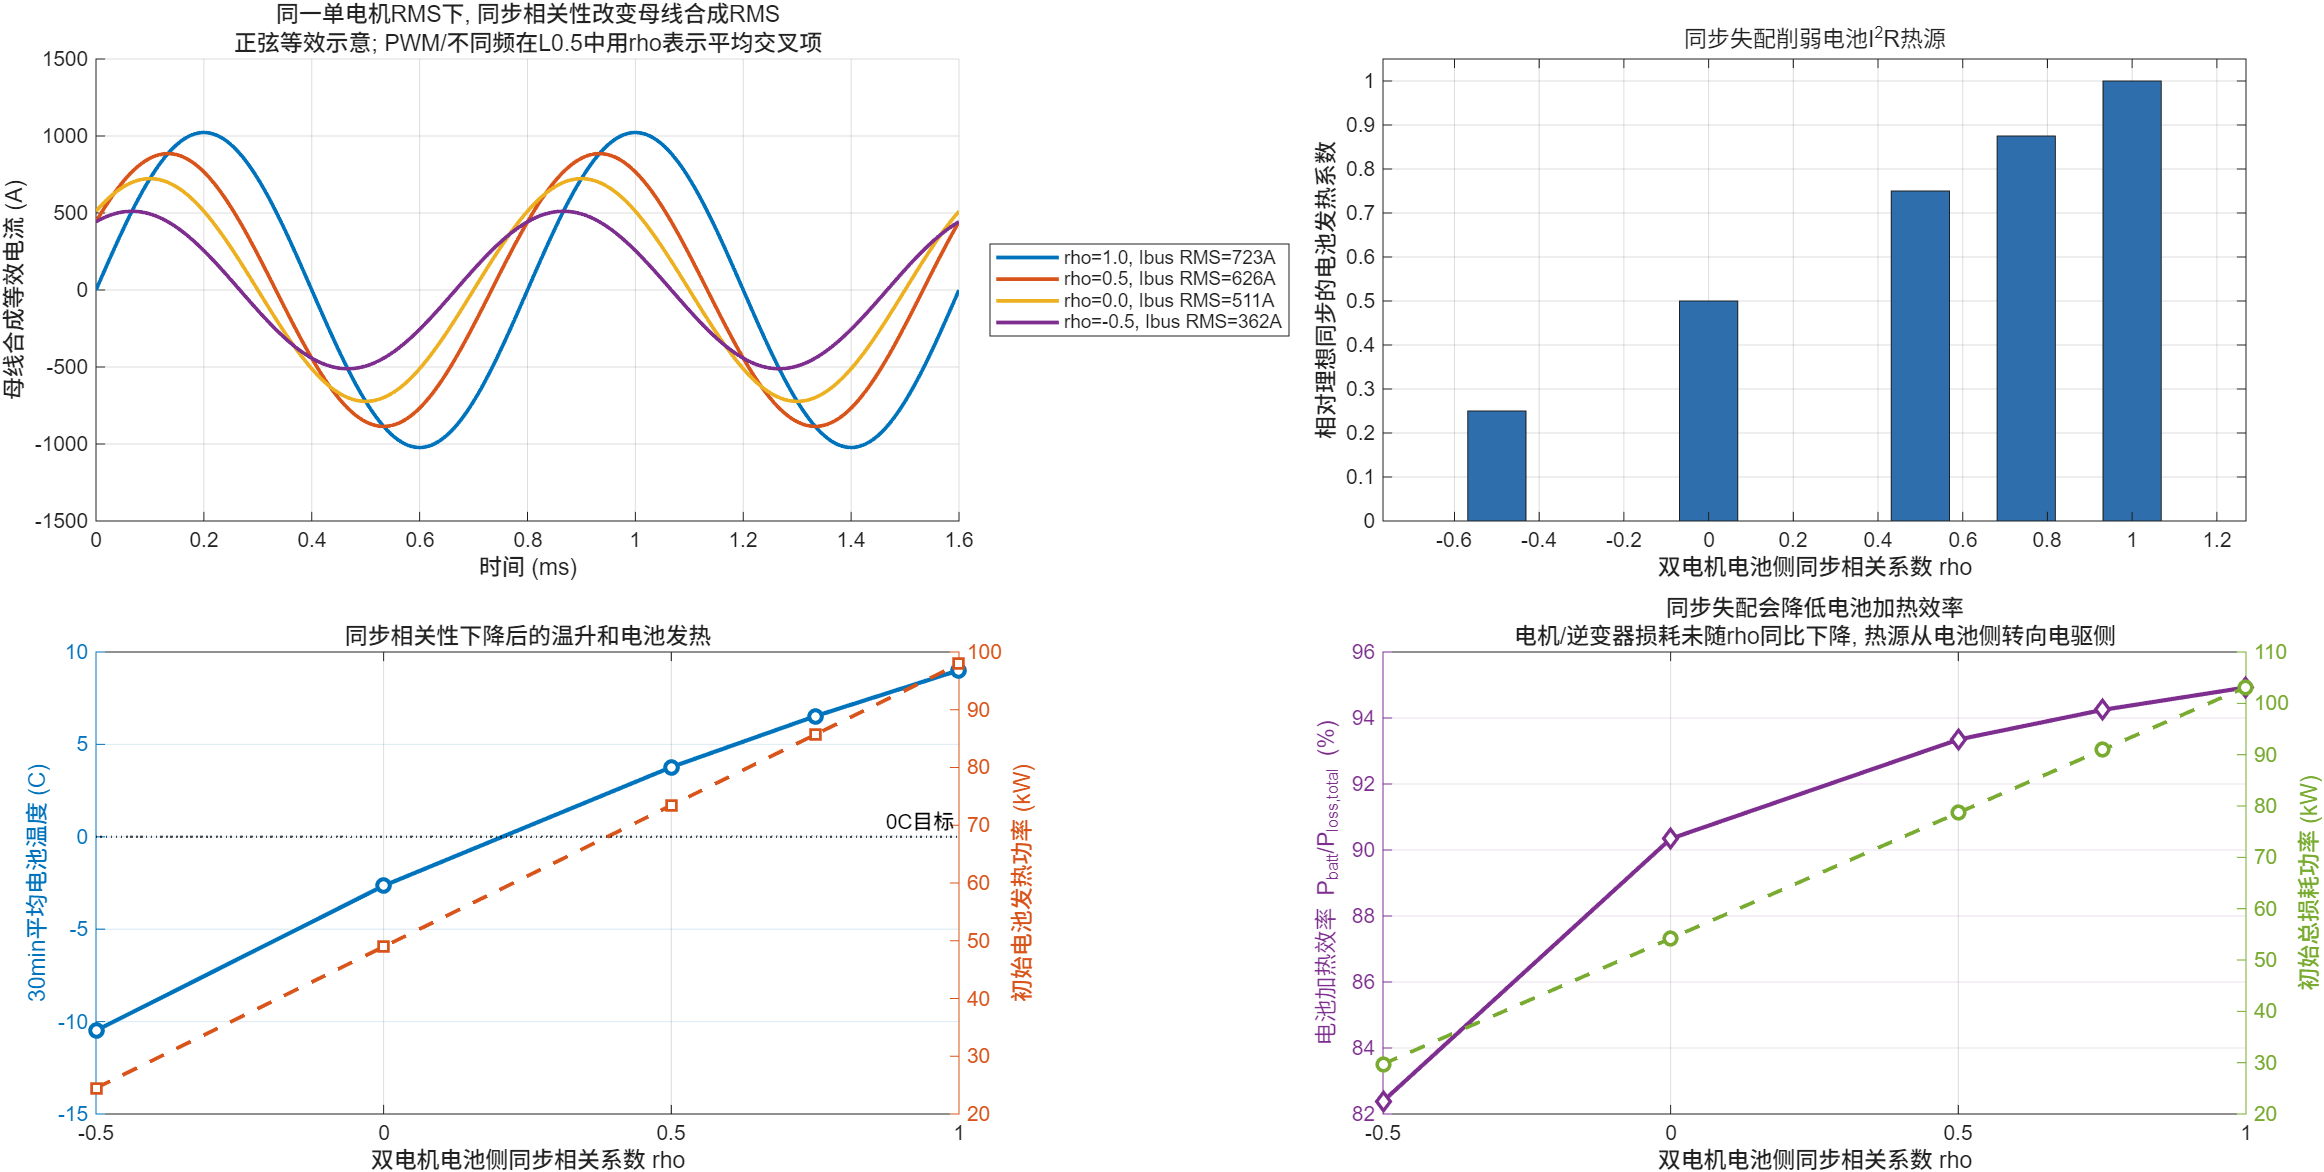 同一单电机RMS下, 同步相关性改变母线合成RMS
正弦等效示意; PWM/不同频在L0.5中用rho表示平均交叉项
母线合成等效电流 (A)
1500
1000
500
0
-500
-1000
-1500
0 0.2 0.4 0.6 0.8 1 1.2 1.4 1.6
时间 (ms)
rho=1.0, Ibus RMS=723A
rho=0.5, Ibus RMS=626A
rho=0.0, Ibus RMS=511A
rho=-0.5, Ibus RMS=362A
同步失配削弱电池I²R热源
相对理想同步的电池发热系数
1
0.9
0.8
0.7
0.6
0.5
0.4
0.3
0.2
0.1
0
-0.6 -0.4 -0.2 0 0.2 0.4 0.6 0.8 1 1.2
双电机电池侧同步相关系数 rho
同步相关性下降后的温升和电池发热
30min平均电池温度 (C)
10
5
0
-5
-10
-15
0C目标
100
90
80
70
60
50
40
30
20
初始电池发热功率 (kW)
-0.5 0 0.5 1
双电机电池侧同步相关系数 rho
同步失配会降低电池加热效率
电机/逆变器损耗未随rho同比下降, 热源从电池侧转向电驱侧
电池加热效率 P_batt/P_loss,total (%)
96
94
92
90
88
86
84
82
110
100
90
80
70
60
50
40
30
20
初始总损耗功率 (kW)
-0.5 0 0.5 1
双电机电池侧同步相关系数 rho